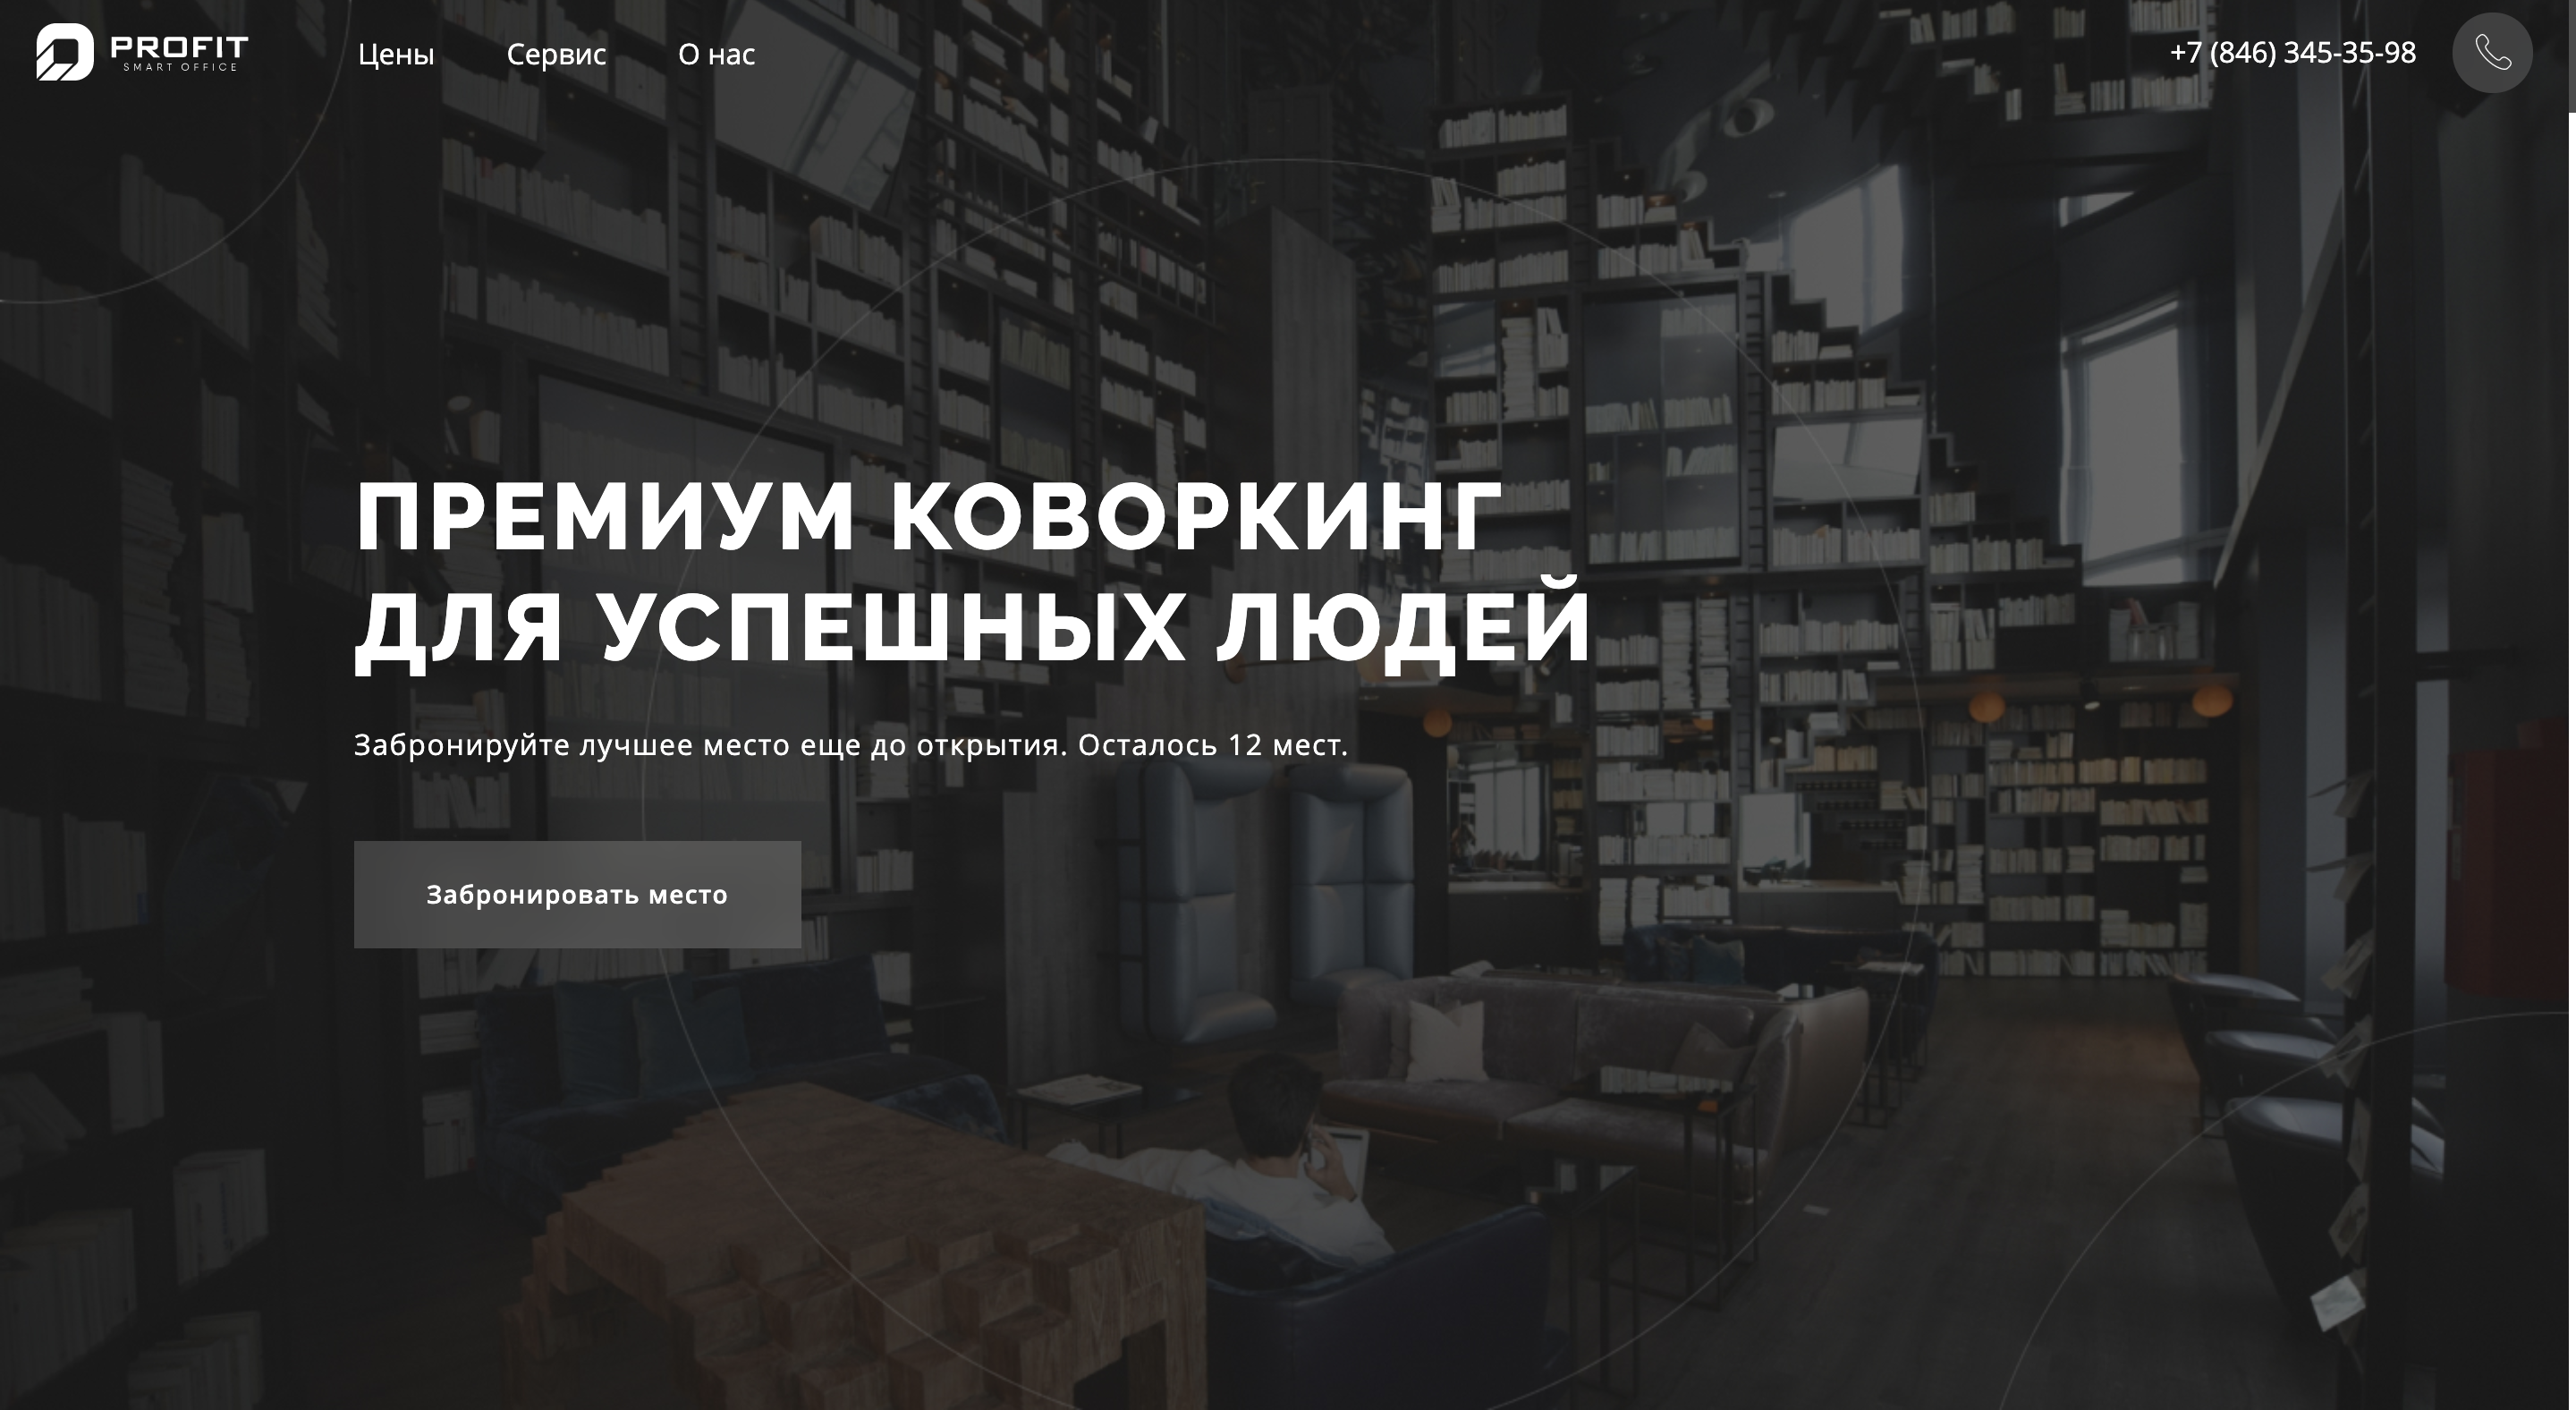 PROFIT
SMART OFFICE
Цены
Сервис
О нас
+7 (846) 345-35-98
ПРЕМИУМ КОВОРКИНГ
ДЛЯ УСПЕШНЫХ ЛЮДЕЙ
Забронируйте лучшее место еще до открытия. Осталось 12 мест.
Забронировать место